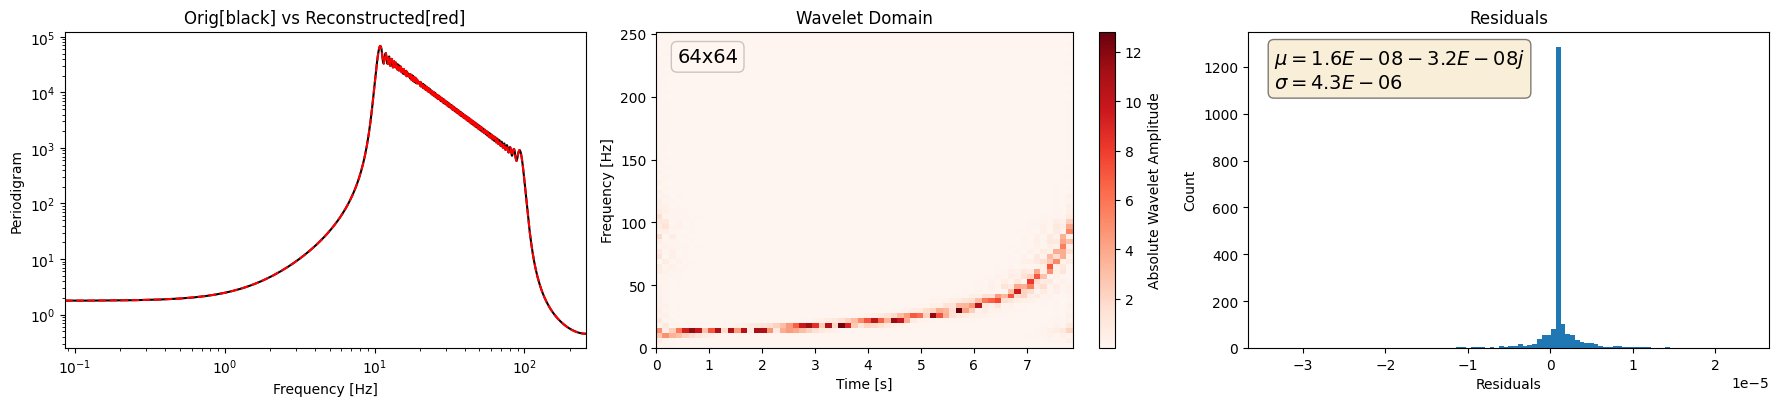 Orig[black] vs Reconstructed[red]
Periodigram
10^5
10^4
10^3
10^2
10^1
10^0
10^−1
10^0
10^1
10^2
Frequency [Hz]
Wavelet Domain
64x64
Frequency [Hz]
250
200
150
100
50
0
0 1 2 3 4 5 6 7
Time [s]
12
10
8
6
4
2
Absolute Wavelet Amplitude
Residuals
μ = 1.6E − 08 − 3.2E − 08j
σ = 4.3E − 06
Count
1200
1000
800
600
400
200
0
−3 −2 −1 0 1 2
1e−5
Residuals